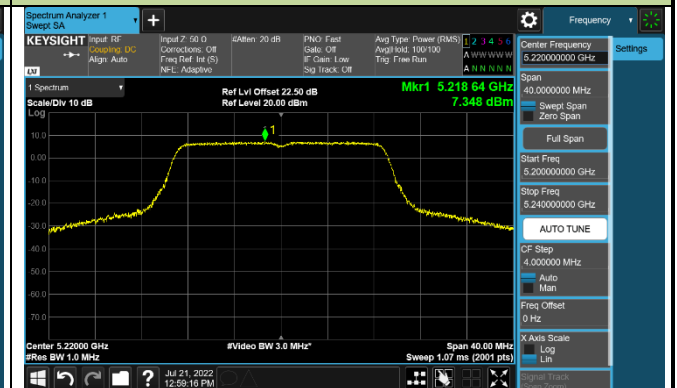 Spectrum Analyzer 1
Swept SA
Frequency
KEYSIGHT
Input: RF
Coupling: DC
Align: Auto
Input Z: 50 Ω
Corrections: Off
Freq Ref: Int (S)
NFE: Adaptive
#Atten: 20 dB
PNO: Fast
Gate: Off
IF Gain: Low
Sig Track: Off
Avg Type: Power (RMS)
Avg|Hold: 100/100
Trig: Free Run
1 2 3 4 5 6
A W W W W W
A N N N N N
LXI
1 Spectrum
Scale/Div 10 dB
Log
Ref Lvl Offset 22.50 dB
Ref Level 20.00 dBm
Mkr1 5.218 64 GHz
7.348 dBm
1
10.0
0.00
-10.0
-20.0
-30.0
-40.0
-50.0
-60.0
-70.0
Center 5.22000 GHz
#Res BW 1.0 MHz
#Video BW 3.0 MHz*
Span 40.00 MHz
Sweep 1.07 ms (2001 pts)
Jul 21, 2022
12:59:16 PM
Center Frequency
5.220000000 GHz
Settings
Span
40.0000000 MHz
Swept Span
Zero Span
Full Span
Start Freq
5.200000000 GHz
Stop Freq
5.240000000 GHz
AUTO TUNE
CF Step
4.000000 MHz
Auto
Man
Freq Offset
0 Hz
X Axis Scale
Log
Lin
Signal Track